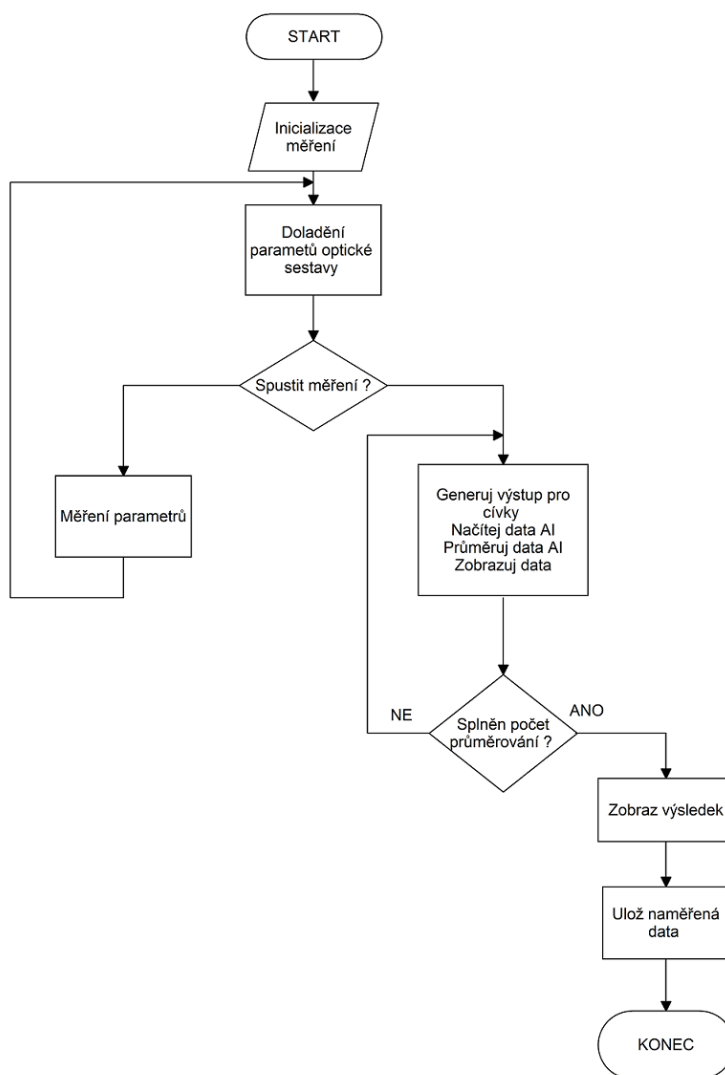 START
Inicializace
měření
Doladění
parametů optické
sestavy
Spustit měření ?
Měření parametrů
Generuj výstup pro
cívky
Načítej data AI
Průměruj data AI
Zobrazuj data
NE
Splněn počet
průměrování ?
ANO
Zobraz výsledek
Ulož naměřená
data
KONEC